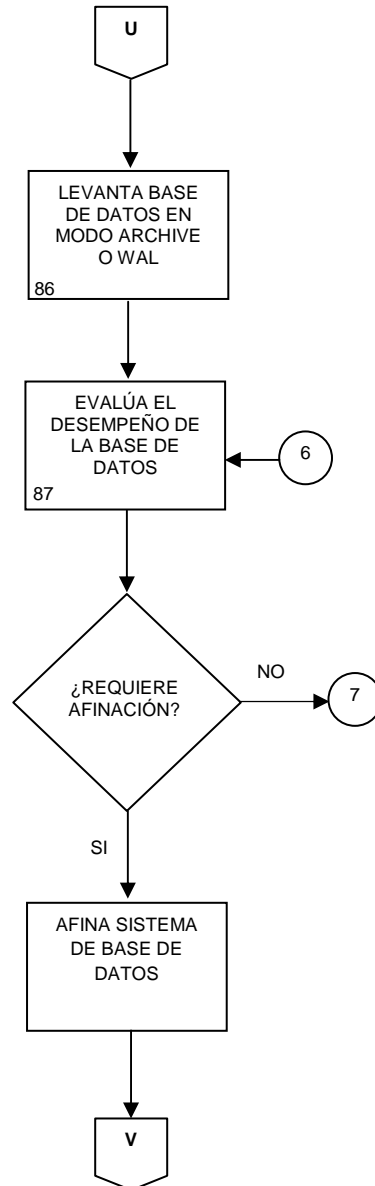 U
LEVANTA BASE
DE DATOS EN
MODO ARCHIVE
O WAL
86
EVALÚA EL
DESEMPEÑO DE
LA BASE DE
DATOS
87
6
¿REQUIERE
AFINACIÓN?
NO
7
SI
AFINA SISTEMA
DE BASE DE
DATOS
V